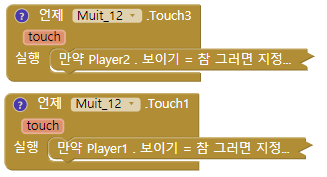 ? 언제 Muit_12 .Touch3
touch
실행 만약 Player2 . 보이기 = 참 그러면 지정...
? 언제 Muit_12 .Touch1
touch
실행 만약 Player1 . 보이기 = 참 그러면 지정...